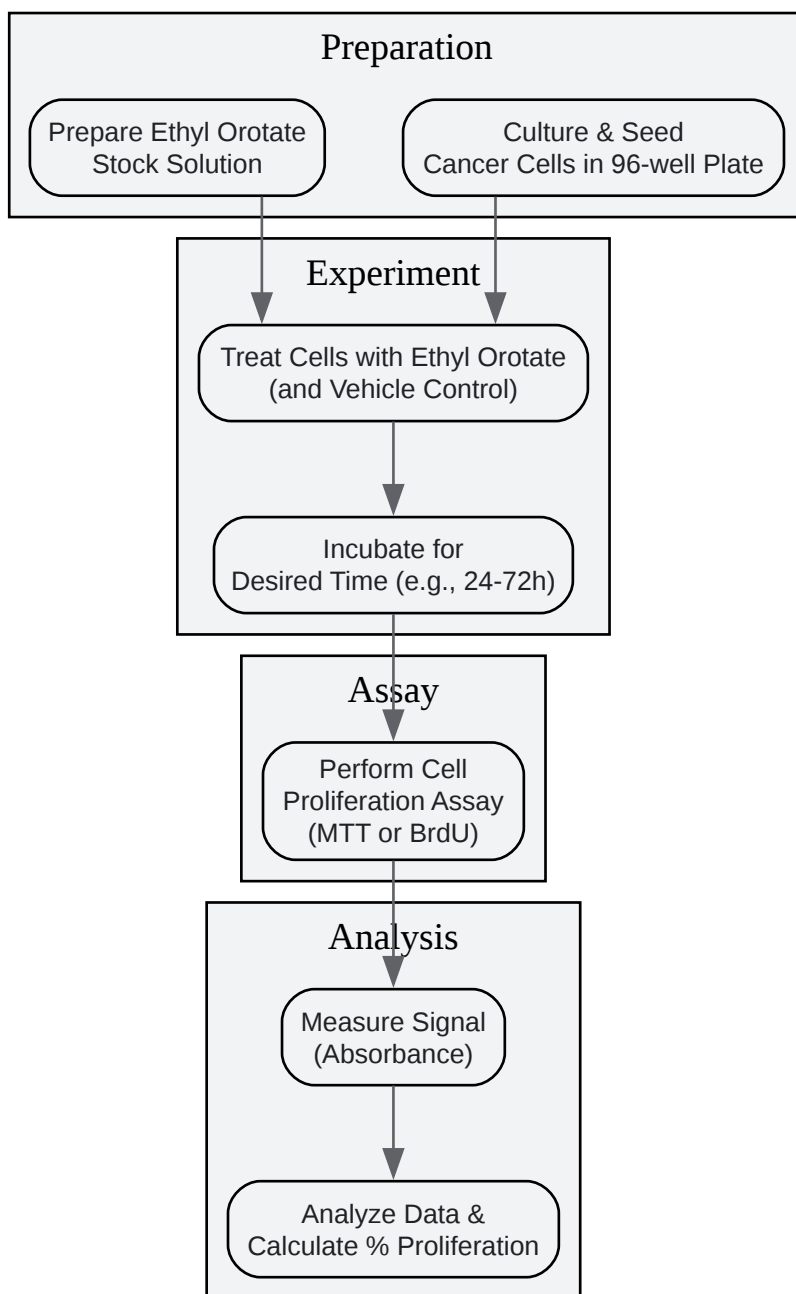 Preparation
Prepare Ethyl Orotate
Stock Solution
Culture & Seed
Cancer Cells in 96-well Plate
Experiment
Treat Cells with Ethyl Orotate
(and Vehicle Control)
Incubate for
Desired Time (e.g., 24-72h)
Assay
Perform Cell
Proliferation Assay
(MTT or BrdU)
Analysis
Measure Signal
(Absorbance)
Analyze Data &
Calculate % Proliferation